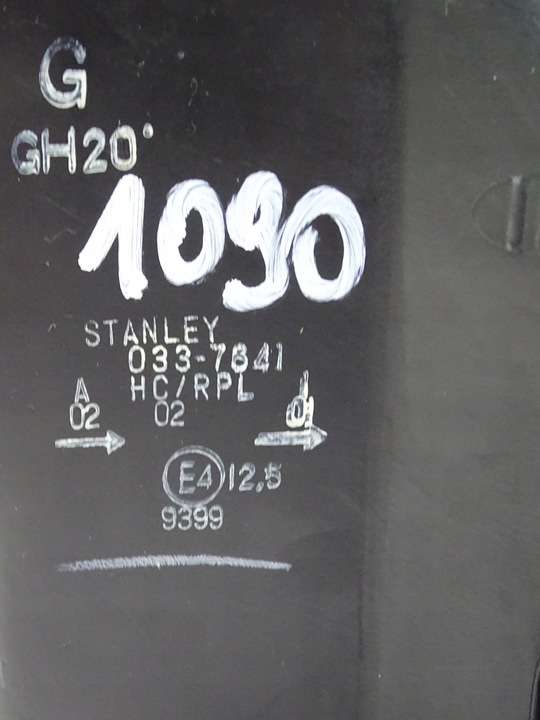 G
GH20
1090
STANLEY
033-7641
HC/RPL
A
02 02
E4 12,5
9399